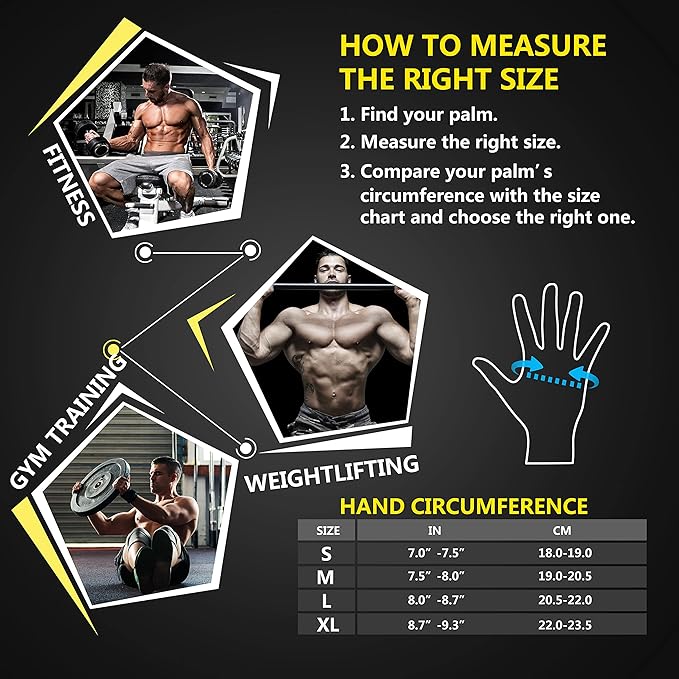 HOW TO MEASURE
THE RIGHT SIZE
1. Find your palm.
2. Measure the right size.
3. Compare your palm's
circumference with the size
chart and choose the right one.
FITNESS
GYM TRAINING
WEIGHTLIFTING
HAND CIRCUMFERENCE
SIZE IN CM
S 7.0" -7.5" 18.0-19.0
M 7.5" -8.0" 19.0-20.5
L 8.0" -8.7" 20.5-22.0
XL 8.7" -9.3" 22.0-23.5